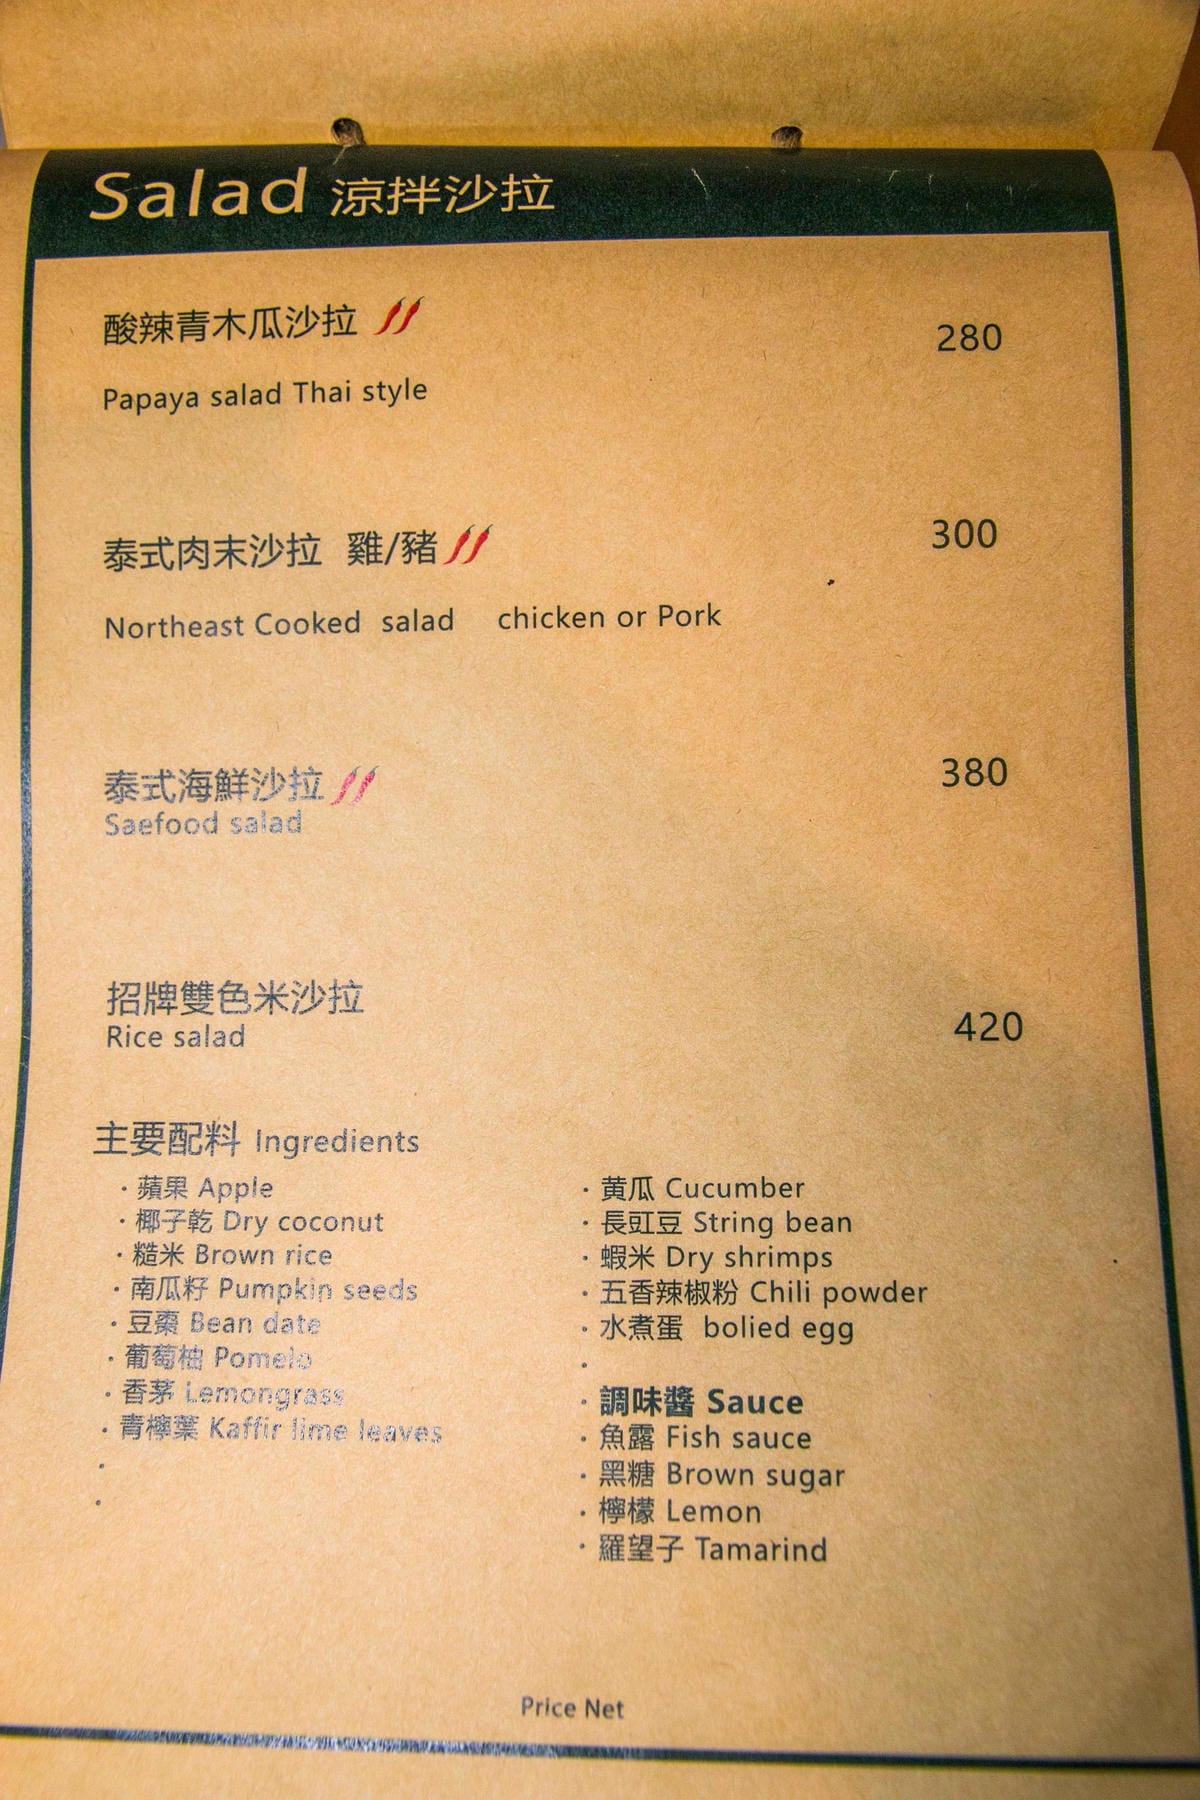 Salad 涼拌沙拉
酸辣青木瓜沙拉
280
Papaya salad Thai style
泰式肉末沙拉 雞/豬
300
Northeast Cooked salad chicken or Pork
泰式海鮮沙拉
380
Saefood salad
招牌雙色米沙拉
Rice salad
420
主要配料 Ingredients
· 蘋果 Apple
· 椰子乾 Dry coconut
· 糙米 Brown rice
· 南瓜籽 Pumpkin seeds
· 豆棗 Bean date
· 葡萄柚 Pomelo
· 香茅 Lemongrass
· 青檸葉 Kaffir lime leaves
·
·
· 黄瓜 Cucumber
· 長豇豆 String bean
· 蝦米 Dry shrimps
· 五香辣椒粉 Chili powder
· 水煮蛋 bolied egg
·
· 調味醬 Sauce
· 魚露 Fish sauce
· 黑糖 Brown sugar
· 檸檬 Lemon
· 羅望子 Tamarind
Price Net